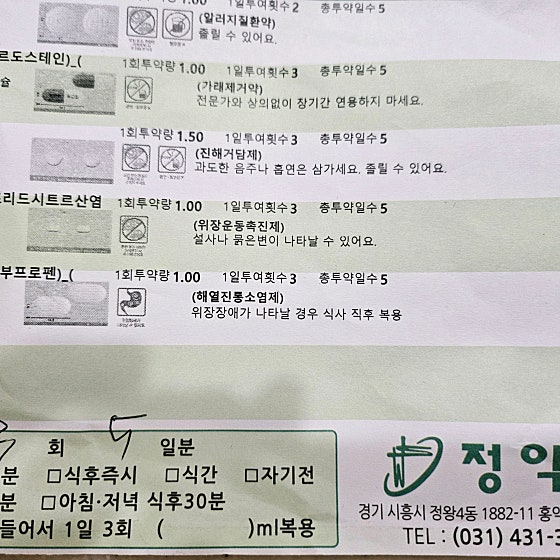 1.00 1일투여횟수 2 총투약일수 5
(알러지질환약)
졸릴 수 있어요.
르도스테인)_( 1회투약량 1.00 1일투여횟수 3 총투약일수 5
슐 (가래제거약)
전문가와 상의없이 장기간 연용하지 마세요.
1회투약량 1.50 1일투여횟수 3 총투약일수 5
(진해거담제)
과도한 음주나 흡연은 삼가세요. 졸릴 수 있어요.
프리드시트르산염 1회투약량 1.00 1일투여횟수 3 총투약일수 5
(위장운동촉진제)
설사나 묽은변이 나타날 수 있어요.
부프로펜)_( 1회투약량 1.00 1일투여횟수 3 총투약일수 5
(해열진통소염제)
위장장애가 나타날 경우 식사 직후 복용
3 회 5 일분
분 □식후즉시 □식간 □자기전
분 □아침·저녁 식후30분
들어서 1일 3회 ( )ml복용
정약
경기 시흥시 정왕4동 1882-11 홍익
TEL : (031) 431-3